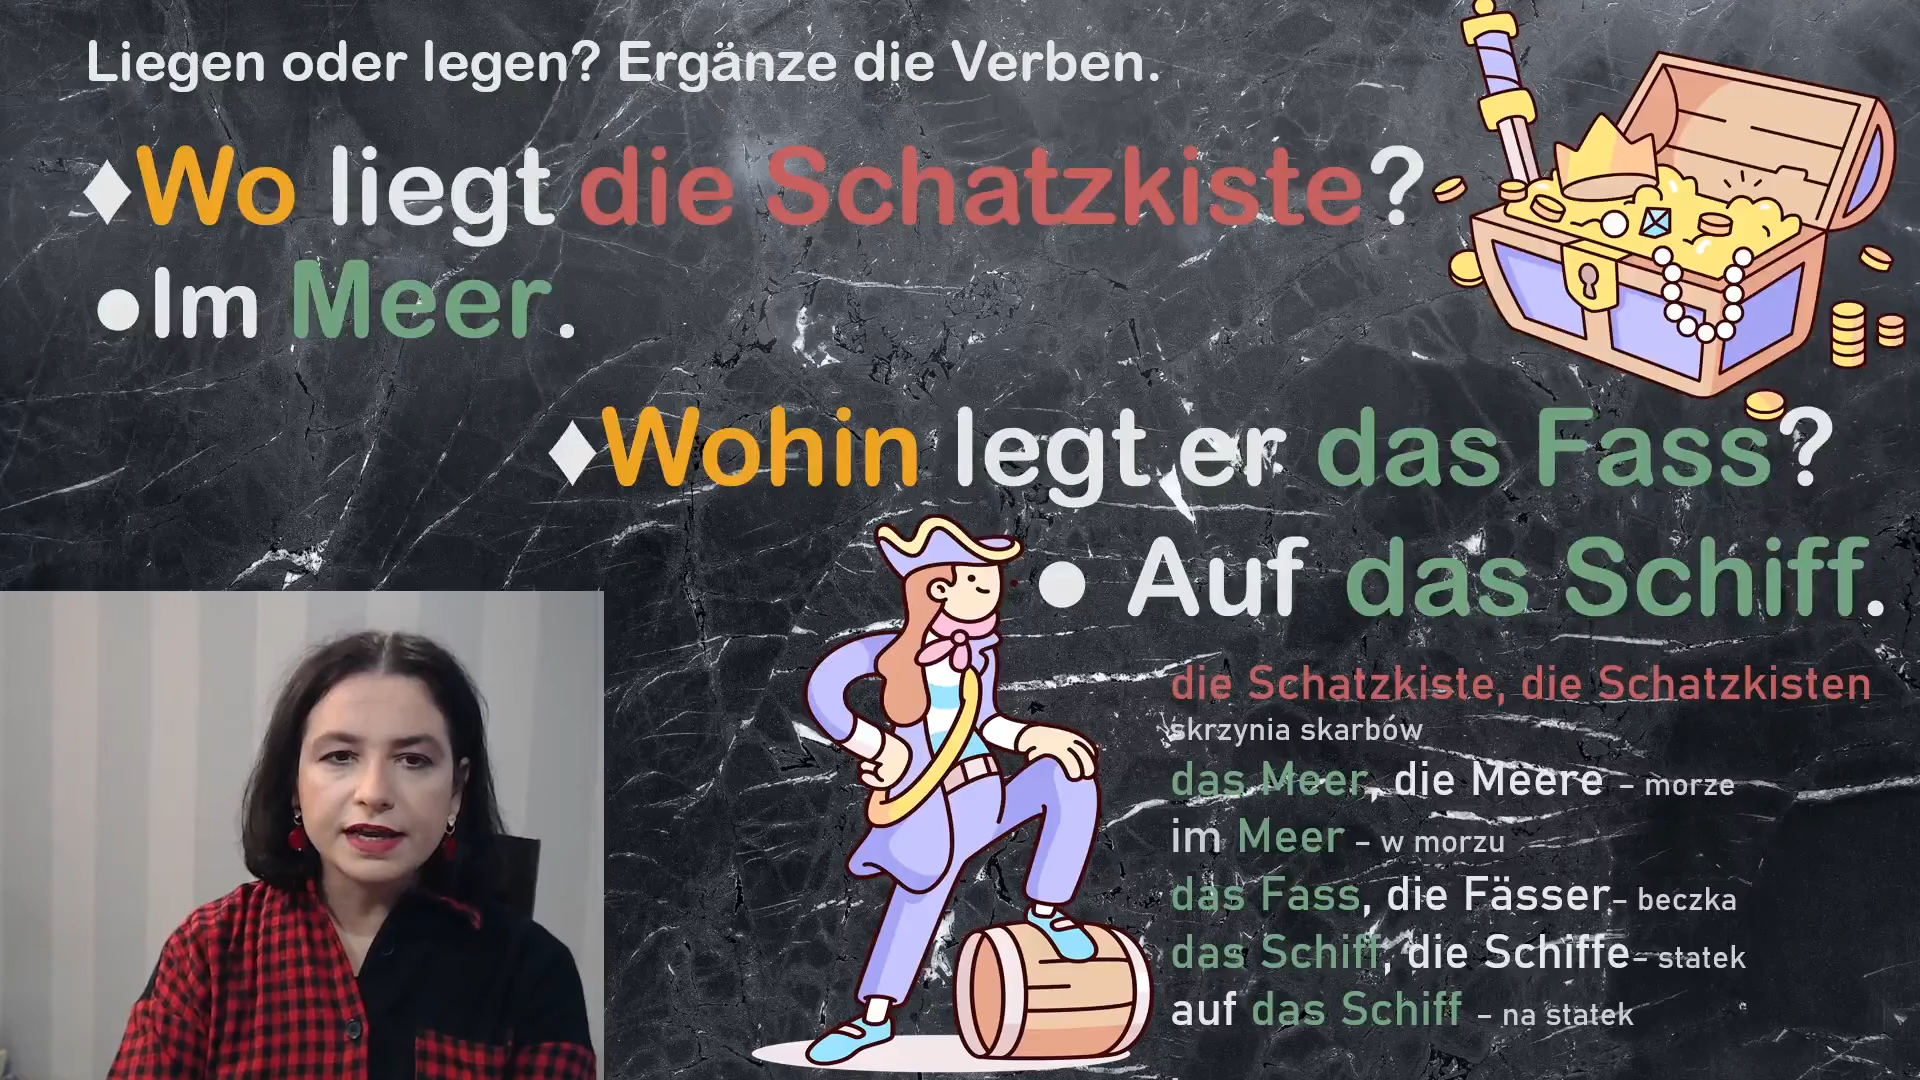 Liegen oder legen? Ergänze die Verben.
♦Wo liegt die Schatzkiste?
●Im Meer.
♦Wohin legt er das Fass?
● Auf das Schiff.
die Schatzkiste, die Schatzkisten
skrzynia skarbów
das Meer, die Meere – morze
im Meer – w morzu
das Fass, die Fässer– beczka
das Schiff, die Schiffe– statek
auf das Schiff – na statek